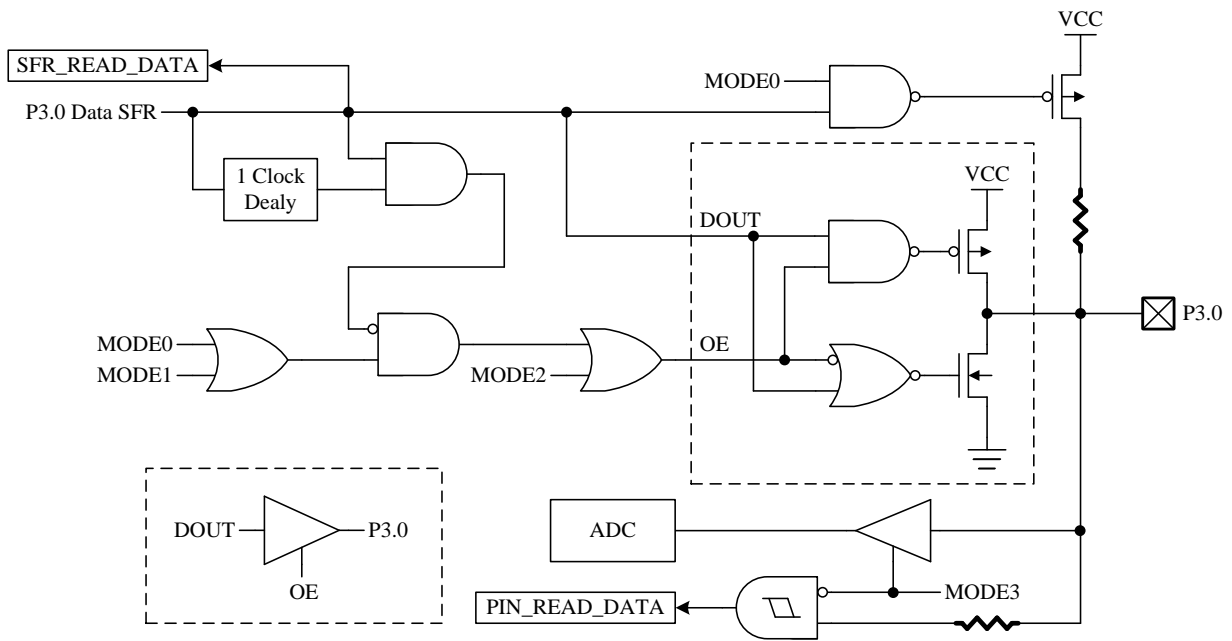 VCC
SFR_READ_DATA
MODE0
P3.0 Data SFR
1 Clock
Dealy
VCC
DOUT
P3.0
MODE0
MODE1
MODE2
OE
DOUT
P3.0
OE
ADC
MODE3
PIN_READ_DATA